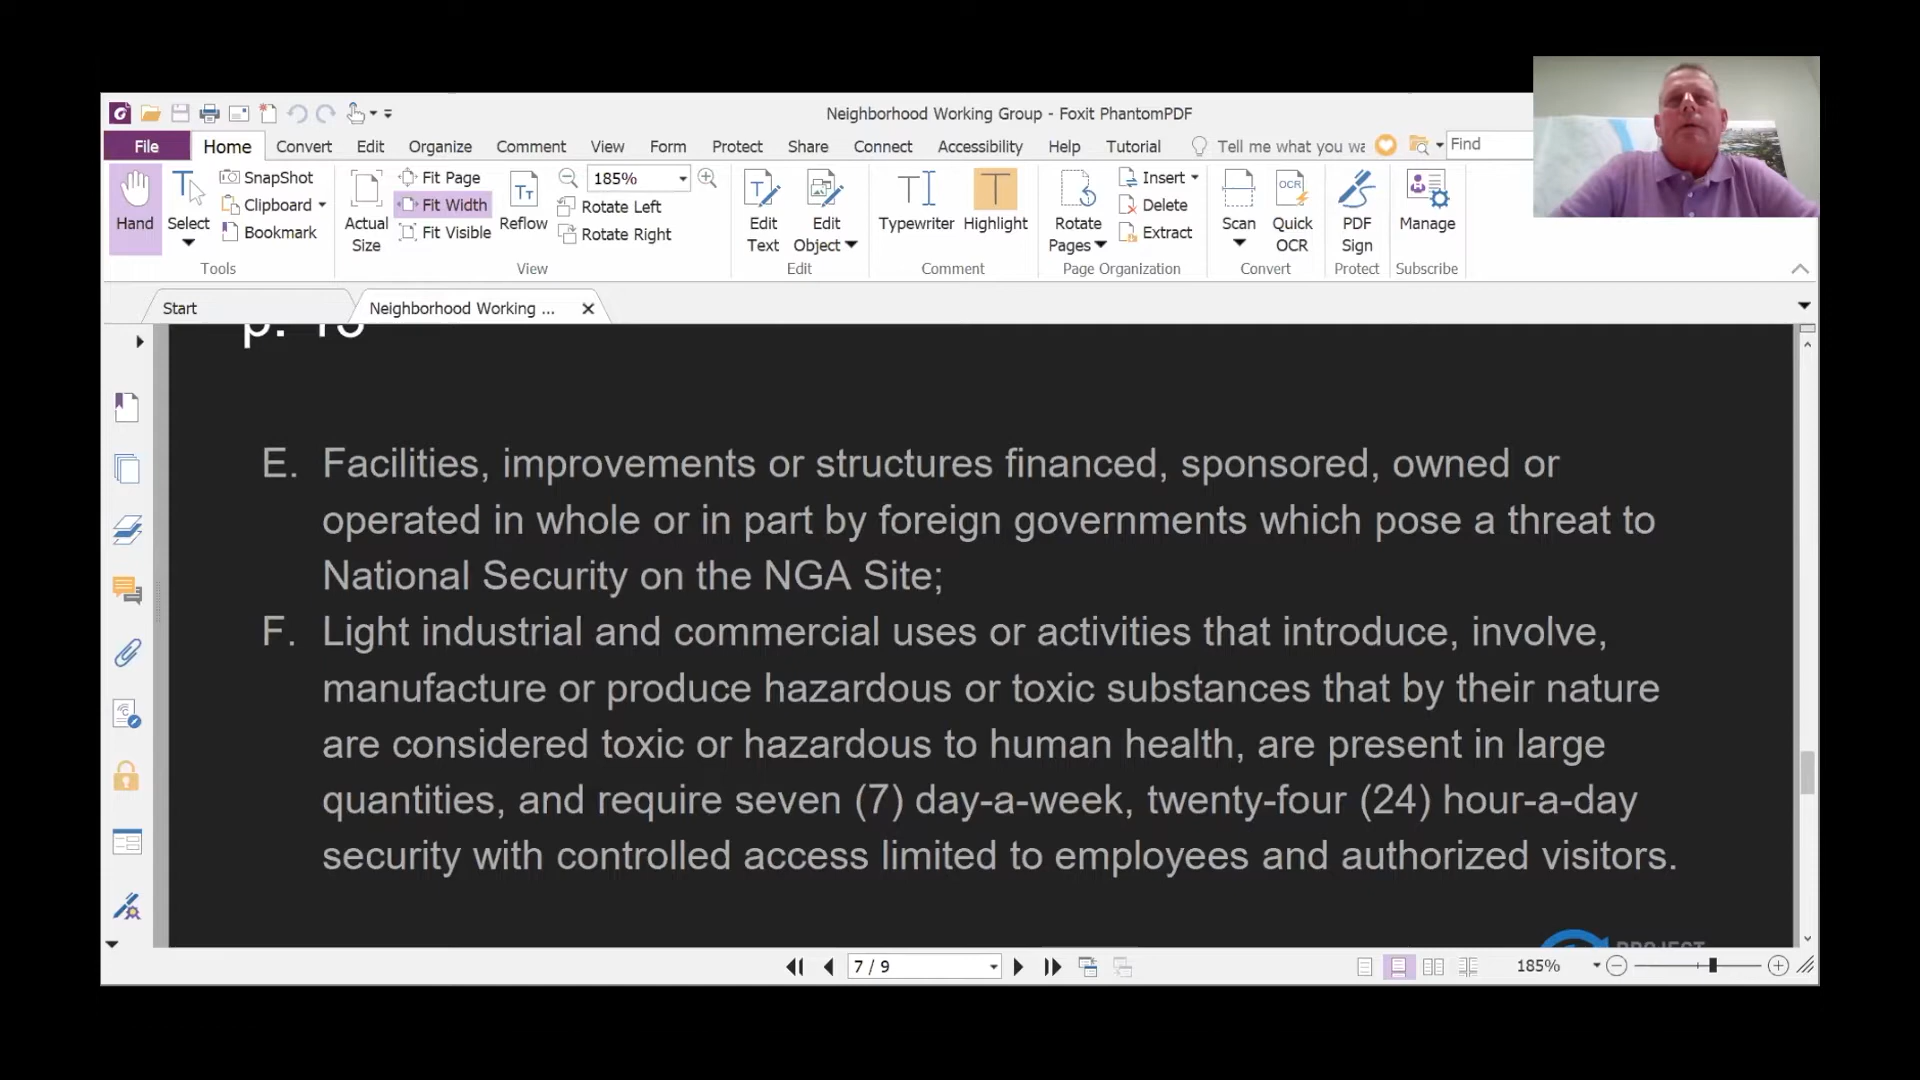 Neighborhood Working Group - Foxit PhantomPDF
File Home Convert Edit Organize Comment View Form Protect Share Connect Accessibility Help Tutorial Tell me what you wa Find
Hand
Select
SnapShot
Clipboard
Bookmark
Tools
Actual
Size
Fit Page
Fit Width
Fit Visible
Reflow
185%
Rotate Left
Rotate Right
View
Edit
Text
Edit
Object
Edit
Typewriter
Highlight
Comment
Rotate
Pages
Insert
Delete
Extract
Page Organization
Scan
Quick
OCR
Convert
PDF
Sign
Protect
Manage
Subscribe
Start
Neighborhood Working ...
E. Facilities, improvements or structures financed, sponsored, owned or
operated in whole or in part by foreign governments which pose a threat to
National Security on the NGA Site;
F. Light industrial and commercial uses or activities that introduce, involve,
manufacture or produce hazardous or toxic substances that by their nature
are considered toxic or hazardous to human health, are present in large
quantities, and require seven (7) day-a-week, twenty-four (24) hour-a-day
security with controlled access limited to employees and authorized visitors.
PROJECT
7 / 9
185%